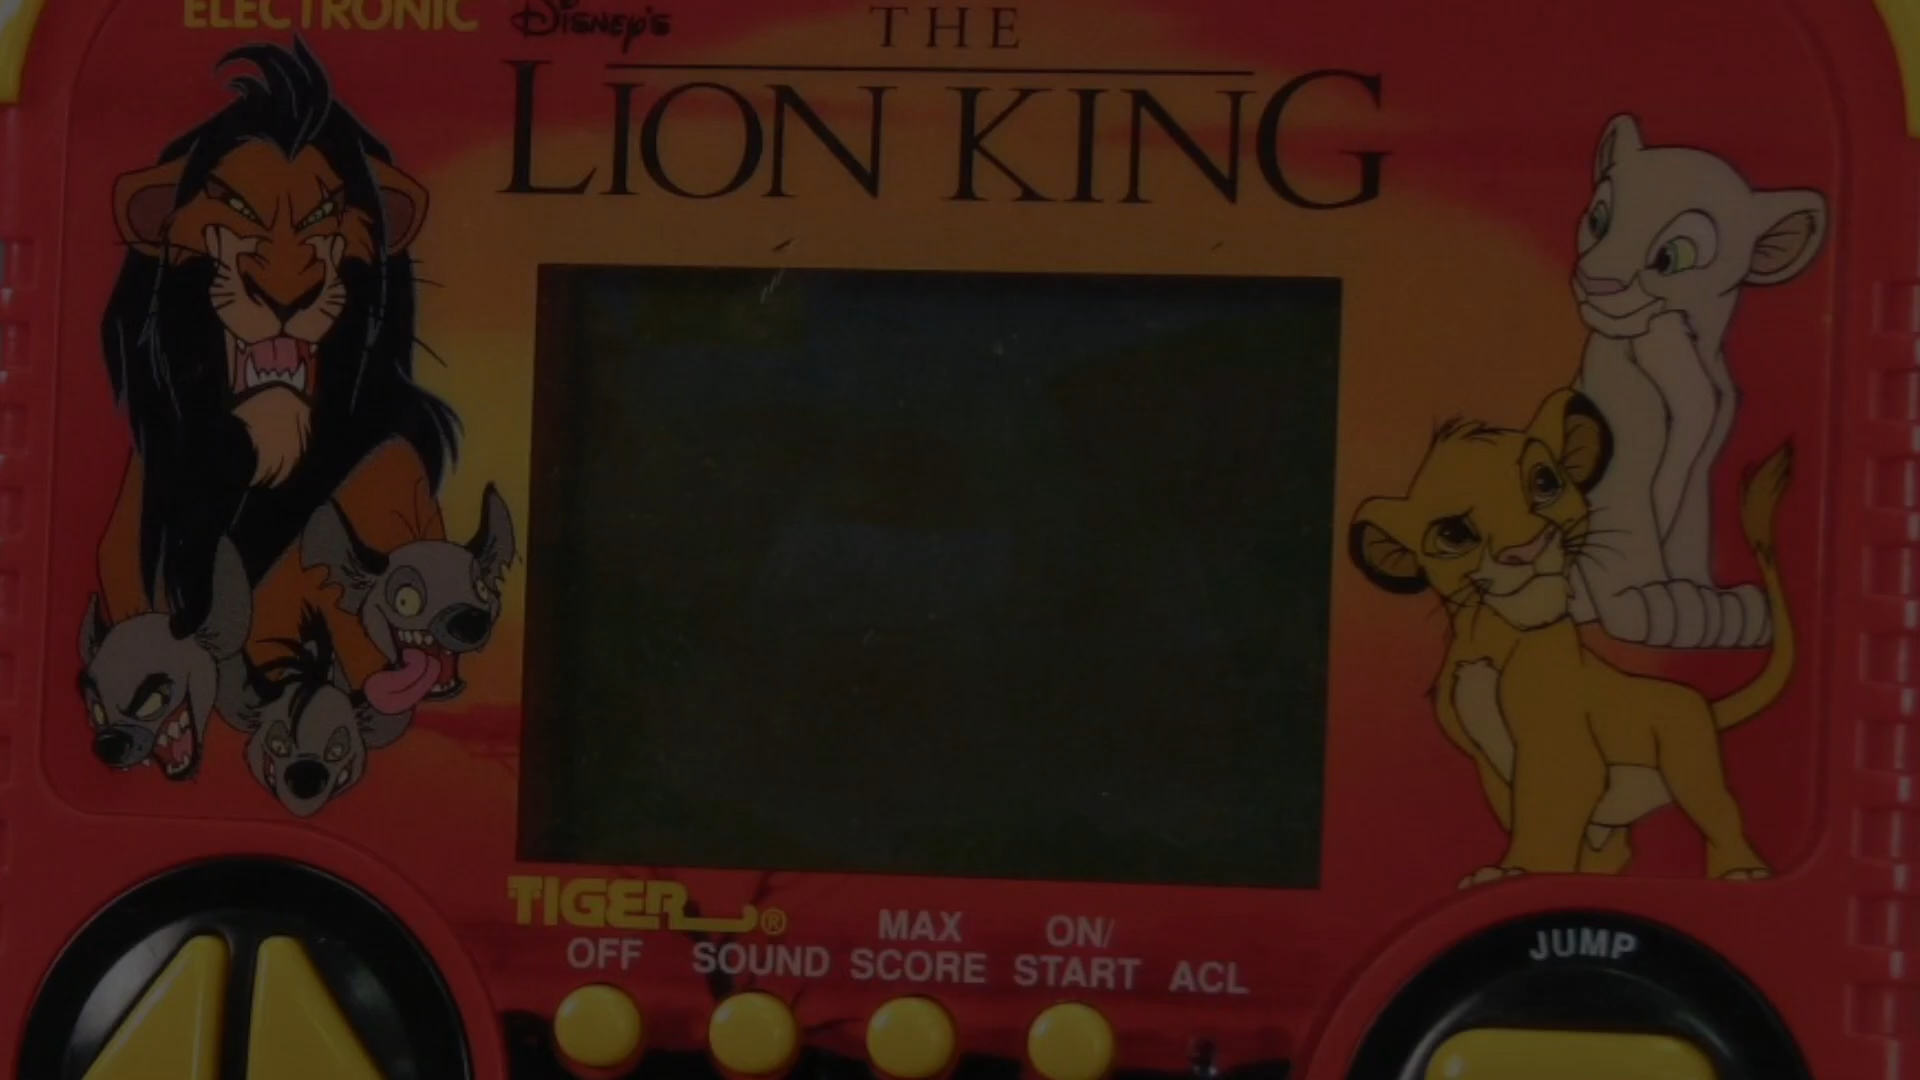 ELECTRONIC
Disney's
THE
LION KING
TIGER®
OFF
SOUND
MAX
SCORE
ON/
START
ACL
JUMP